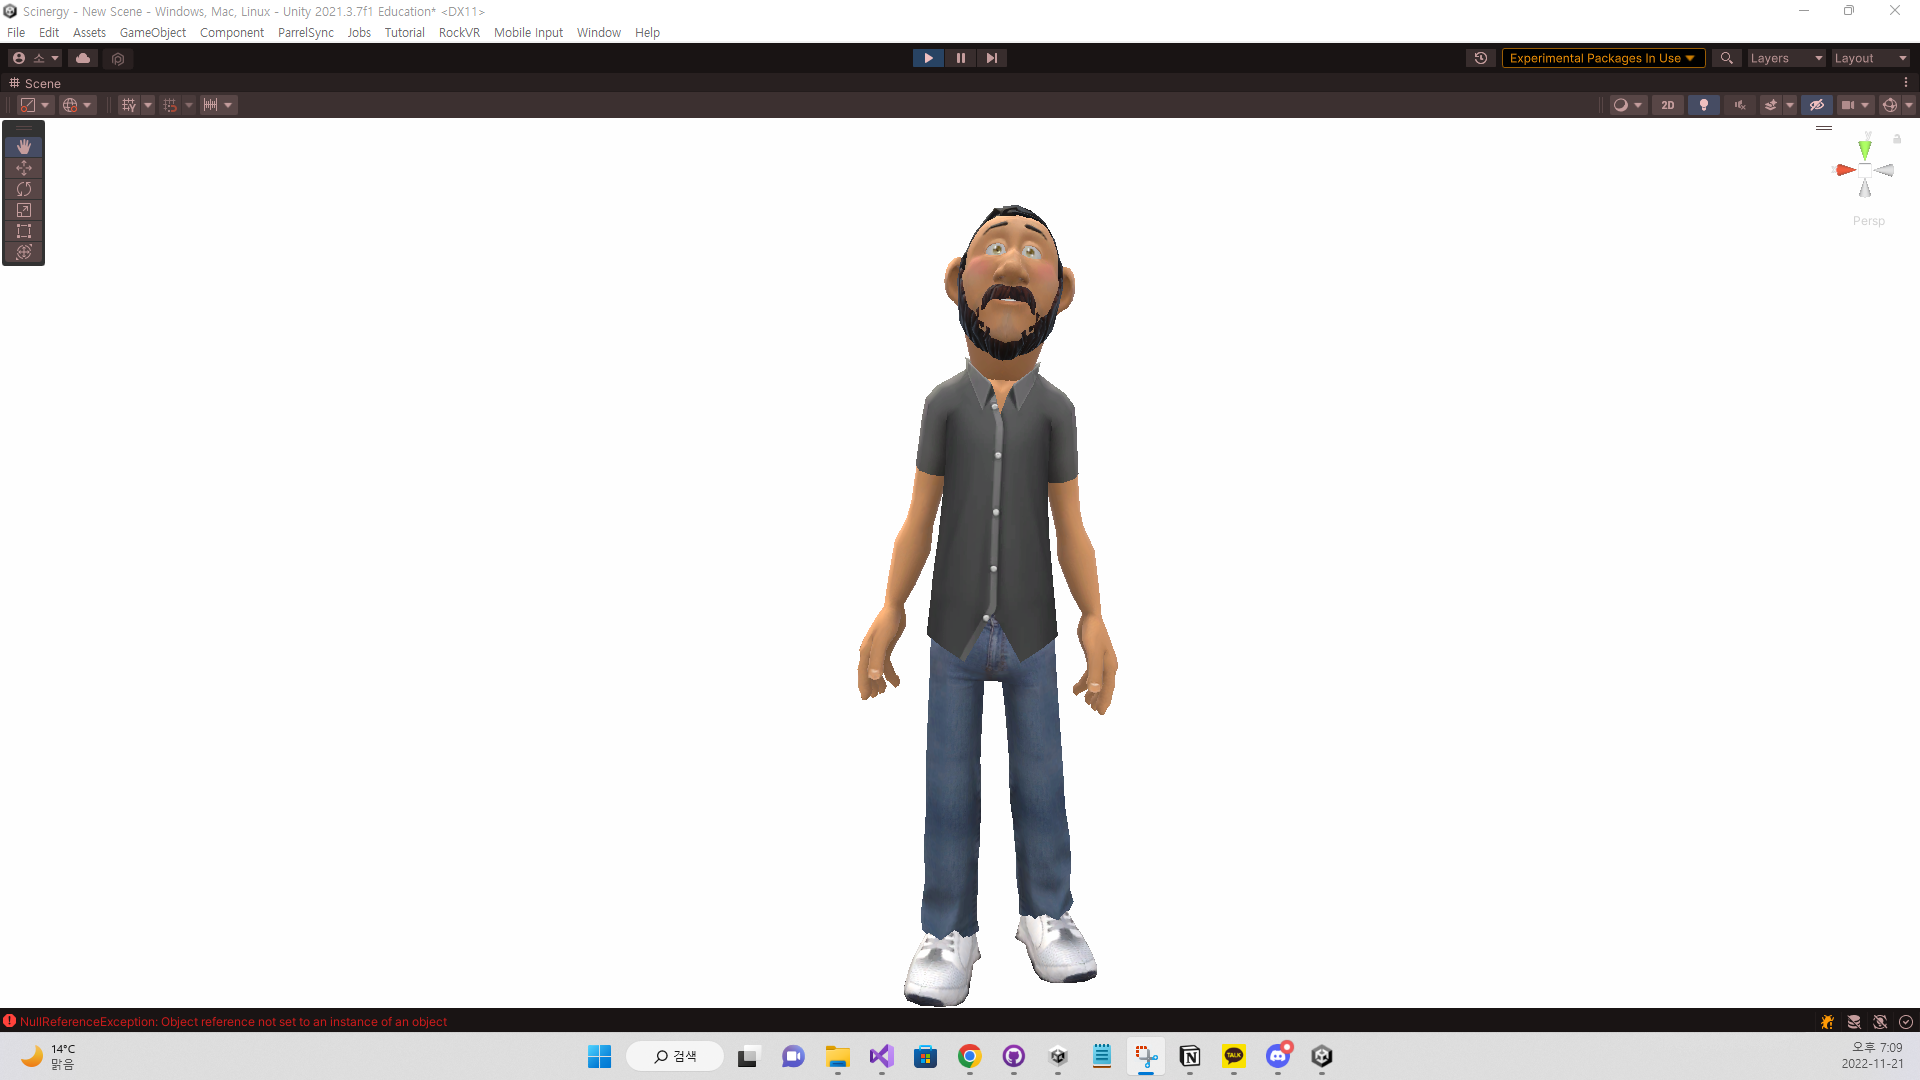 Scinergy - New Scene - Windows, Mac, Linux - Unity 2021.3.7f1 Education* <DX11>
File Edit Assets GameObject Component ParrelSync Jobs Tutorial RockVR Mobile Input Window Help
소 Experimental Packages In Use Layers Layout
Scene
2D
y
x
Persp
NullReferenceException: Object reference not set to an instance of an object
14°C
맑음
검색
TALK
오후 7:09
2022-11-21